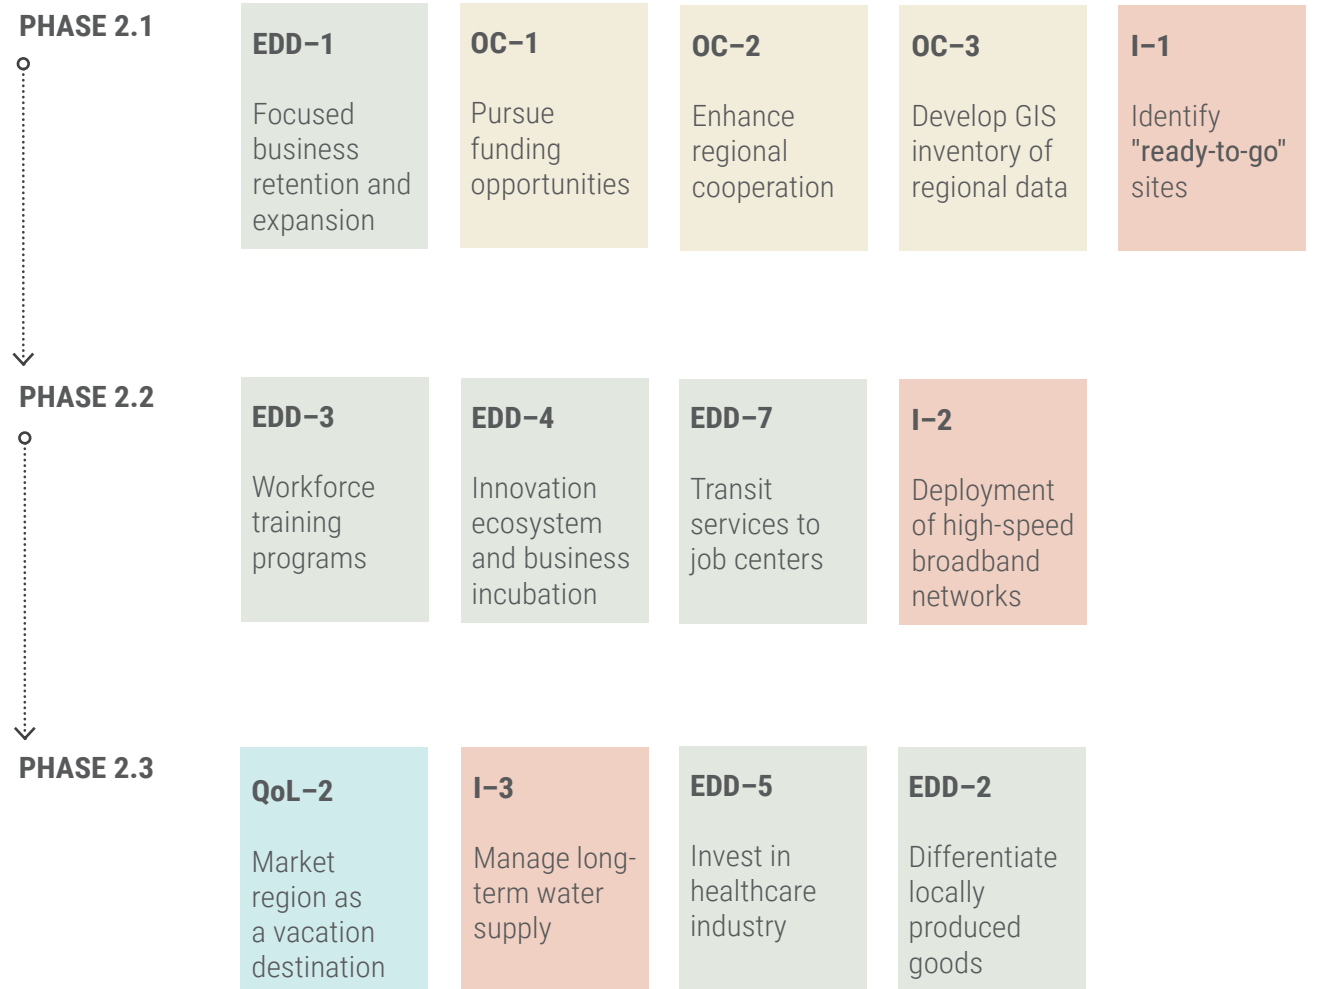 PHASE 2.1
EDD–1
Focused
business
retention and
expansion
OC–1
Pursue
funding
opportunities
OC–2
Enhance
regional
cooperation
OC–3
Develop GIS
inventory of
regional data
I–1
Identify
"ready-to-go"
sites
PHASE 2.2
EDD–3
Workforce
training
programs
EDD–4
Innovation
ecosystem
and business
incubation
EDD–7
Transit
services to
job centers
I–2
Deployment
of high-speed
broadband
networks
PHASE 2.3
QoL–2
Market
region as
a vacation
destination
I–3
Manage long-
term water
supply
EDD–5
Invest in
healthcare
industry
EDD–2
Differentiate
locally
produced
goods